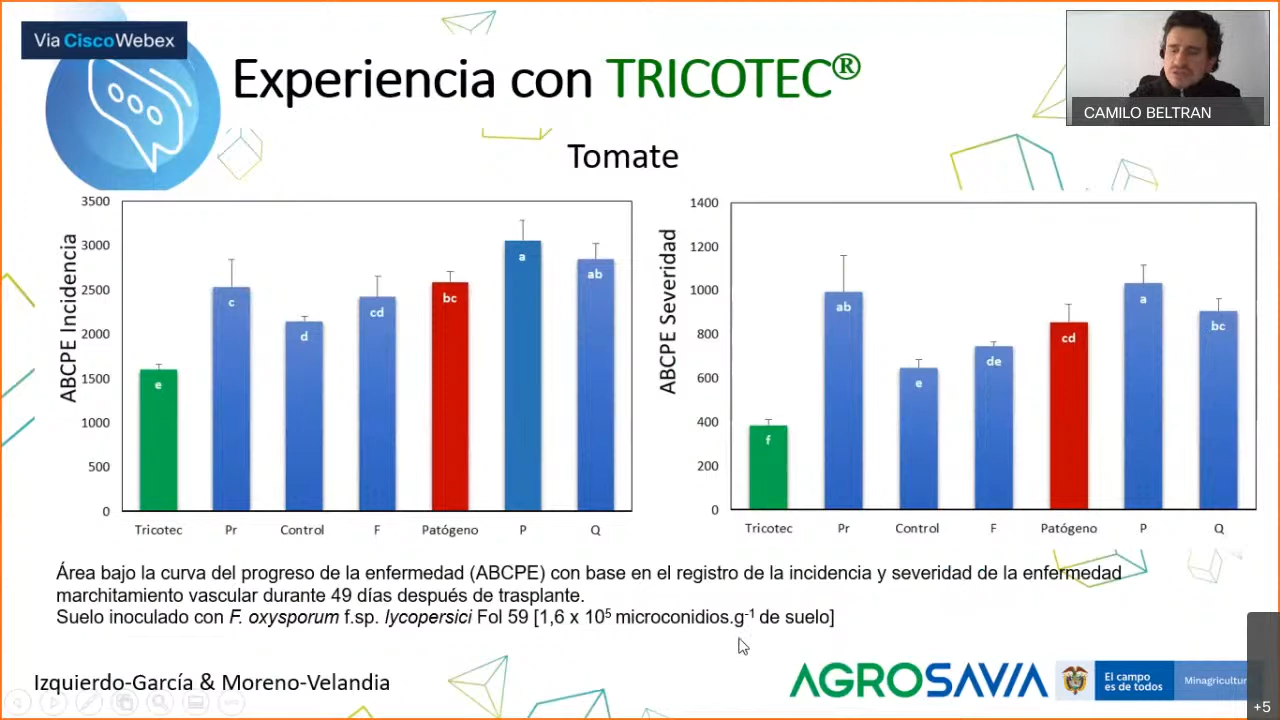 Via CiscoWebex
Experiencia con TRICOTEC®
CAMILO BELTRAN
Tomate
ABCPE Incidencia
3500
3000
2500
2000
1500
1000
500
0
e
c
d
cd
bc
a
ab
Tricotec Pr Control F Patógeno P Q
ABCPE Severidad
1400
1200
1000
800
600
400
200
0
f
ab
e
de
cd
a
bc
Tricotec Pr Control F Patógeno P Q
Área bajo la curva del progreso de la enfermedad (ABCPE) con base en el registro de la incidencia y severidad de la enfermedad
marchitamiento vascular durante 49 días después de trasplante.
Suelo inoculado con F. oxysporum f.sp. lycopersici Fol 59 [1,6 x 10⁵ microconidios.g⁻¹ de suelo]
Izquierdo-García & Moreno-Velandia
AGROSAVIA
El campo
es de todos
Minagricultur
+5